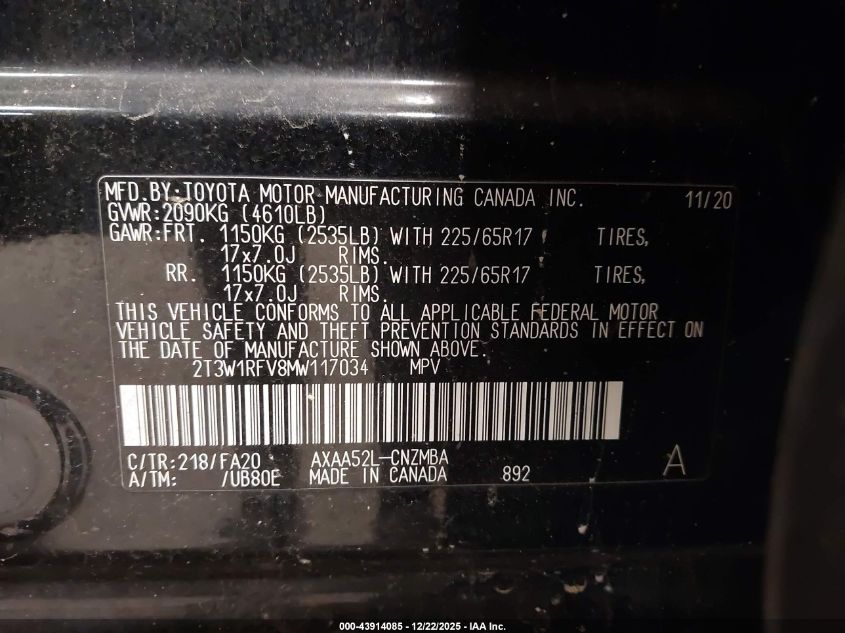 MFD.BY:TOYOTA MOTOR MANUFACTURING CANADA INC. 11/20
GVWR:2090KG (4610LB)
GAWR:FRT. 1150KG (2535LB) WITH 225/65R17 TIRES,
17x7.0J RIMS.
RR. 1150KG (2535LB) WITH 225/65R17 TIRES,
17x7.0J RIMS.
THIS VEHICLE CONFORMS TO ALL APPLICABLE FEDERAL MOTOR
VEHICLE SAFETY AND THEFT PREVENTION STANDARDS IN EFFECT ON
THE DATE OF MANUFACTURE SHOWN ABOVE.
2T3W1RFV8MW117034 MPV
C/TR:218/FA20 AXAA52L-CNZMBA
A/TM: /UB80E MADE IN CANADA 892 A
000-43914085 - 12/22/2025 - IAA Inc.